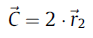 C⃗ = 2 · r⃗₂